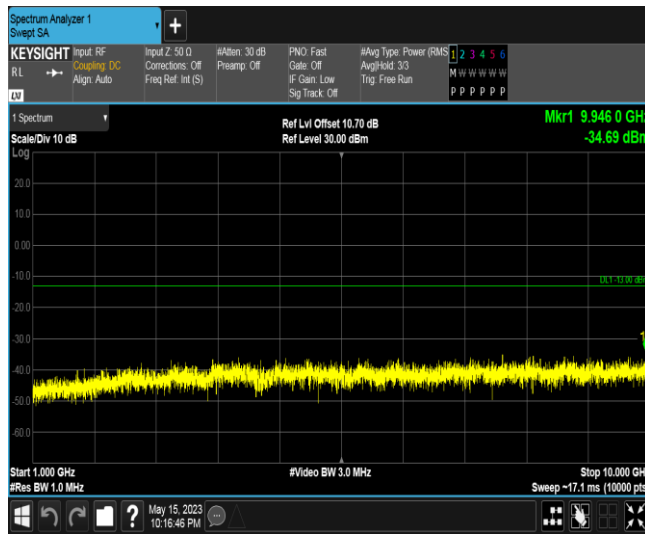 Spectrum Analyzer 1
Swept SA
KEYSIGHT
RL
LXI
Input: RF
Coupling: DC
Align: Auto
Input Z: 50 Ω
Corrections: Off
Freq Ref: Int (S)
#Atten: 30 dB
Preamp: Off
PNO: Fast
Gate: Off
IF Gain: Low
Sig Track: Off
#Avg Type: Power (RMS
Avg|Hold: 3/3
Trig: Free Run
1 2 3 4 5 6
M W W W W W
P P P P P P
1 Spectrum
Scale/Div 10 dB
Log
Ref Lvl Offset 10.70 dB
Ref Level 30.00 dBm
Mkr1 9.946 0 GHz
-34.69 dBm
20.0
10.0
0.00
-10.0
DL1 -13.00 dB
-20.0
-30.0
1
-40.0
-50.0
-60.0
Start 1.000 GHz
#Res BW 1.0 MHz
#Video BW 3.0 MHz
Stop 10.000 GH
Sweep ~17.1 ms (10000 pts
?
May 15, 2023
10:16:46 PM